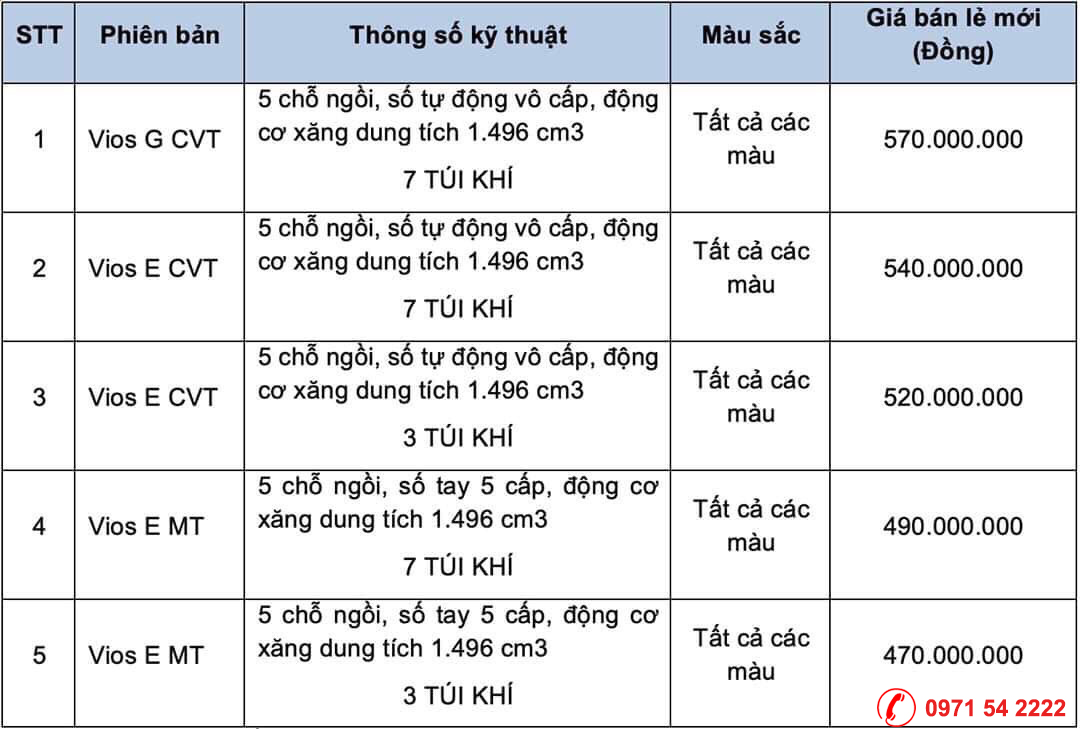 STT Phiên bản Thông số kỹ thuật Màu sắc Giá bán lẻ mới
(Đồng)
1 Vios G CVT 5 chỗ ngồi, số tự động vô cấp, động
cơ xăng dung tích 1.496 cm3
7 TÚI KHÍ
Tất cả các
màu
570.000.000
2 Vios E CVT 5 chỗ ngồi, số tự động vô cấp, động
cơ xăng dung tích 1.496 cm3
7 TÚI KHÍ
Tất cả các
màu
540.000.000
3 Vios E CVT 5 chỗ ngồi, số tự động vô cấp, động
cơ xăng dung tích 1.496 cm3
3 TÚI KHÍ
Tất cả các
màu
520.000.000
4 Vios E MT 5 chỗ ngồi, số tay 5 cấp, động cơ
xăng dung tích 1.496 cm3
7 TÚI KHÍ
Tất cả các
màu
490.000.000
5 Vios E MT 5 chỗ ngồi, số tay 5 cấp, động cơ
xăng dung tích 1.496 cm3
3 TÚI KHÍ
Tất cả các
màu
470.000.000
0971 54 2222